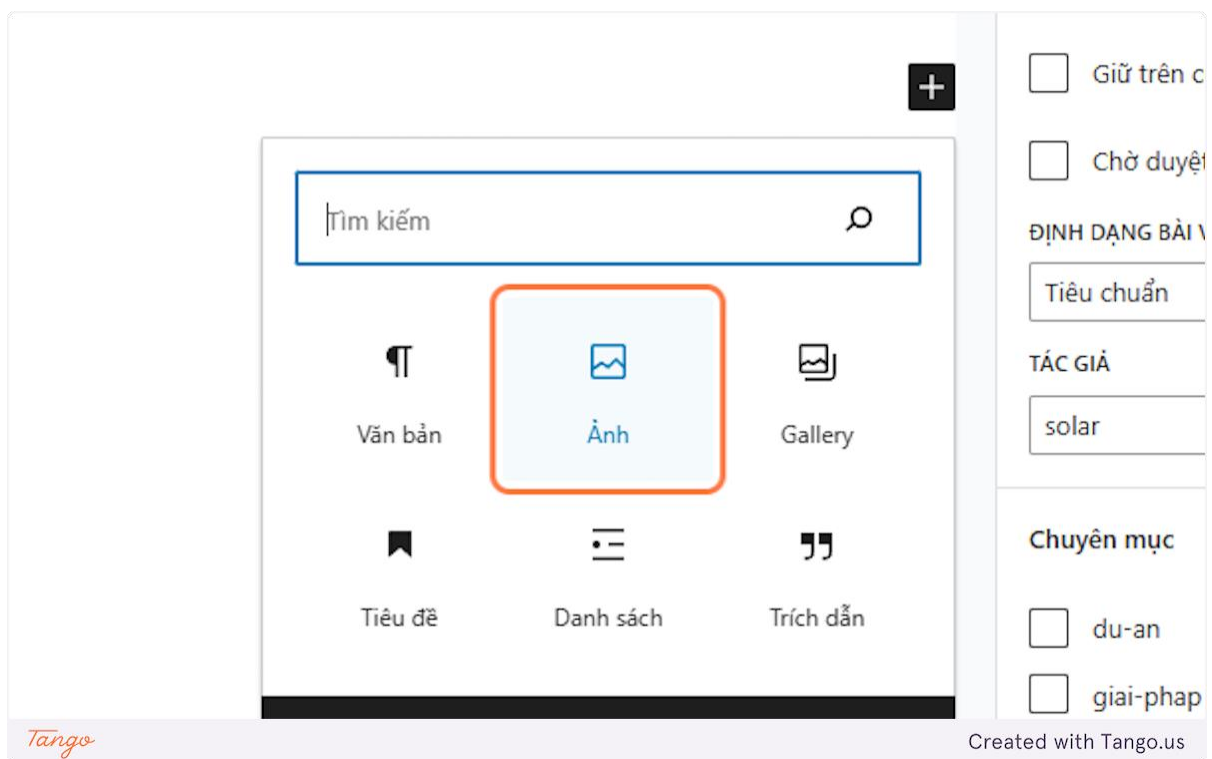 Giữ trên c
Tìm kiếm
Chờ duyệt
ĐỊNH DẠNG BÀI V
Tiêu chuẩn
Văn bản
Ảnh
Gallery
TÁC GIẢ
solar
Tiêu đề
Danh sách
Trích dẫn
Chuyên mục
du-an
giai-phap
Tango
Created with Tango.us